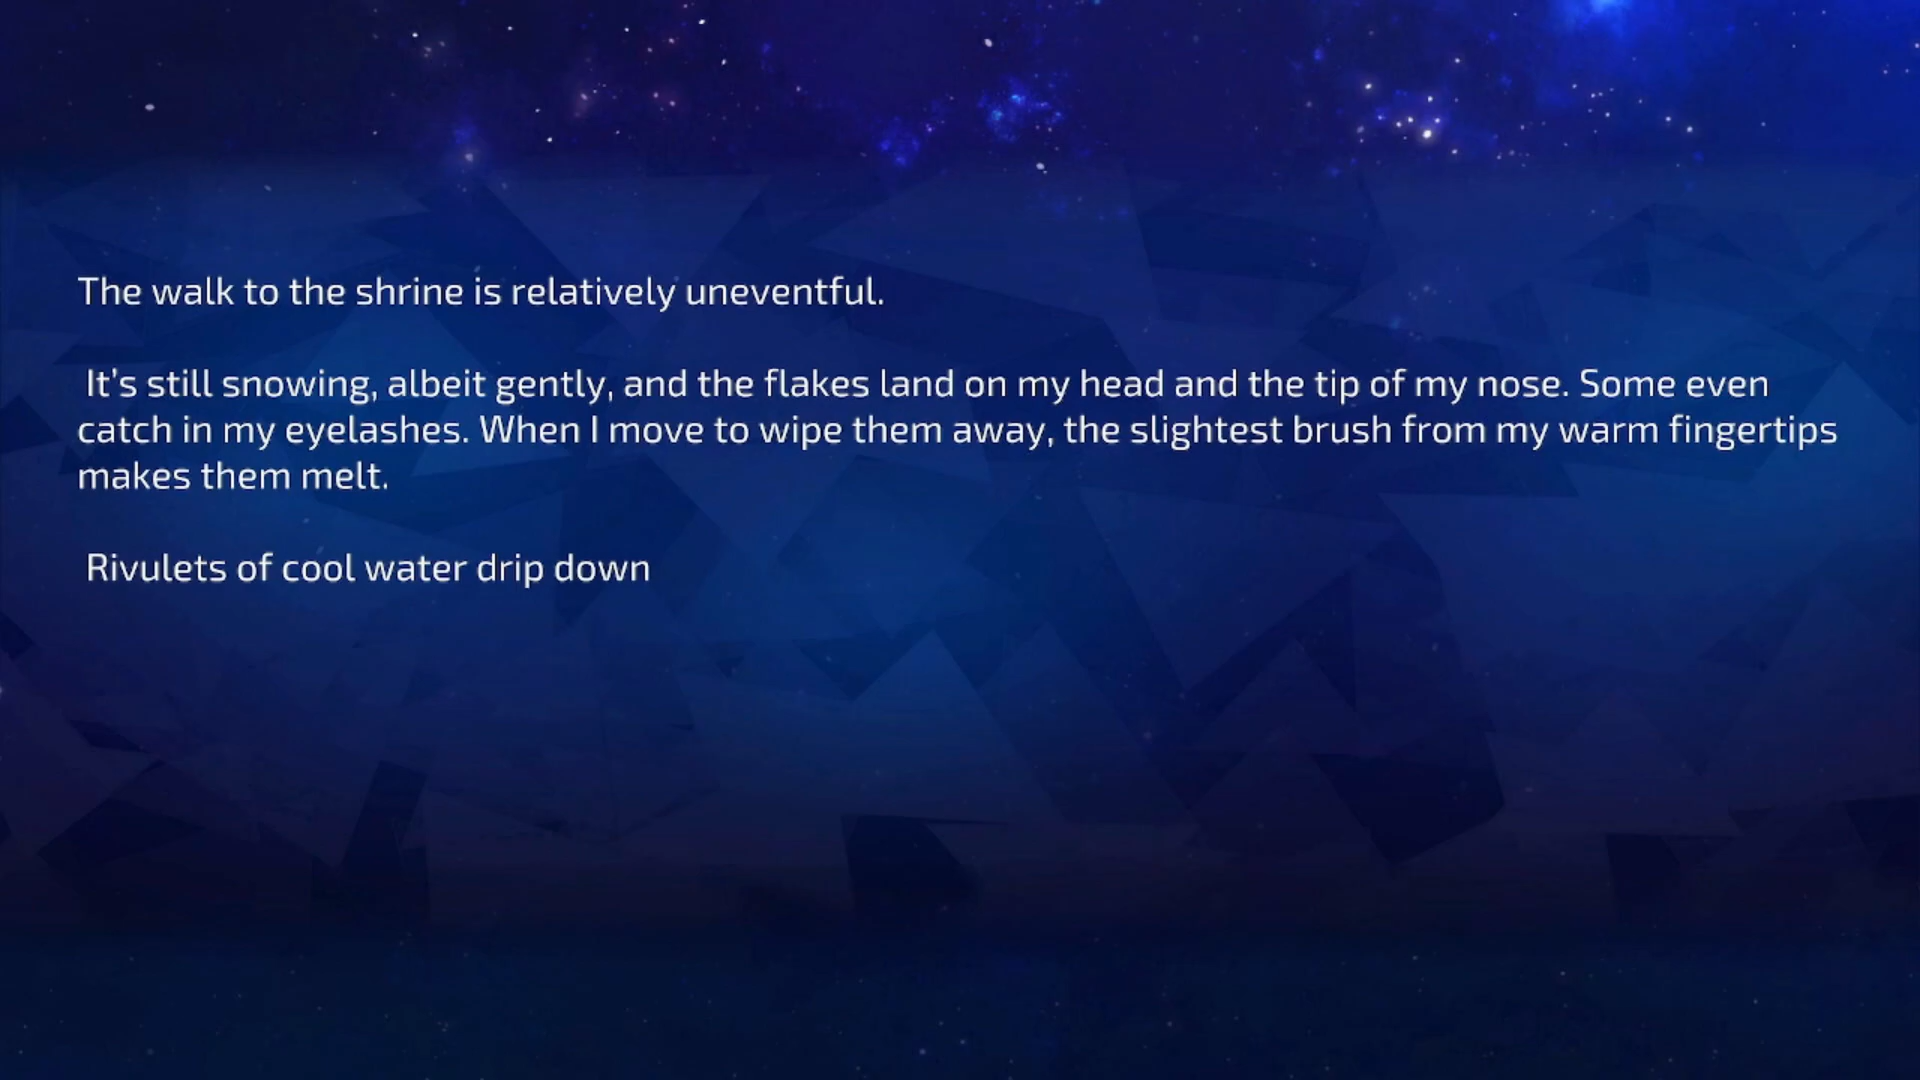 The walk to the shrine is relatively uneventful.
It's still snowing, albeit gently, and the flakes land on my head and the tip of my nose. Some even
catch in my eyelashes. When I move to wipe them away, the slightest brush from my warm fingertips
makes them melt.
Rivulets of cool water drip down